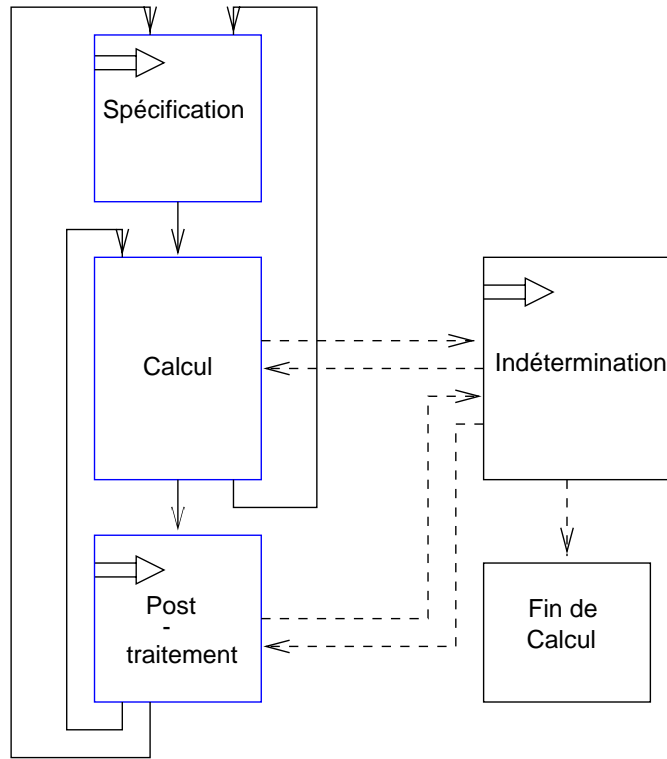 Spécification
Calcul
Indétermination
Post
-
traitement
Fin de
Calcul